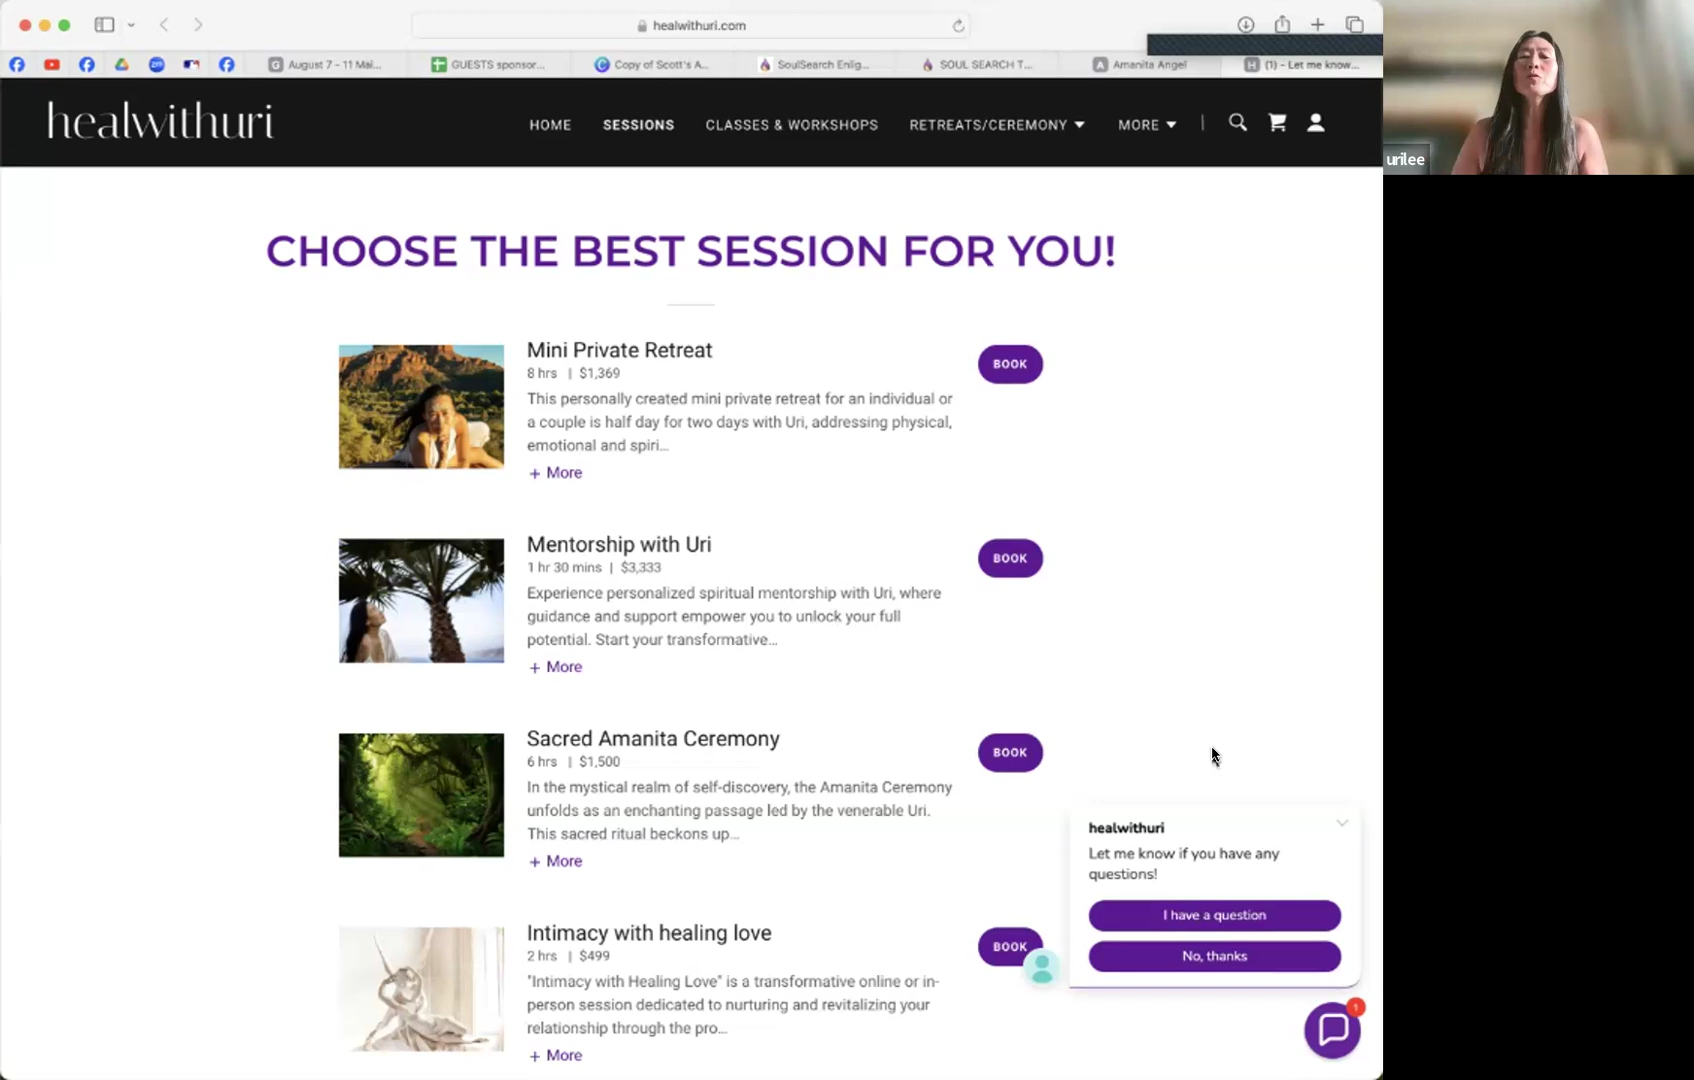 healwithuri.com
August 7 - 11 Mai...
GUESTS sponsor...
Copy of Scott's A...
SoulSearch Enlig...
SOUL SEARCH T...
Amanita Angel
(1) - Let me know...
healwithuri
HOME
SESSIONS
CLASSES & WORKSHOPS
RETREATS/CEREMONY
MORE
urilee
CHOOSE THE BEST SESSION FOR YOU!
Mini Private Retreat
8 hrs | $1,369
This personally created mini private retreat for an individual or
a couple is half day for two days with Uri, addressing physical,
emotional and spiri...
+ More
BOOK
Mentorship with Uri
1 hr 30 mins | $3,333
Experience personalized spiritual mentorship with Uri, where
guidance and support empower you to unlock your full
potential. Start your transformative...
+ More
BOOK
Sacred Amanita Ceremony
6 hrs | $1,500
In the mystical realm of self-discovery, the Amanita Ceremony
unfolds as an enchanting passage led by the venerable Uri.
This sacred ritual beckons up...
+ More
BOOK
Intimacy with healing love
2 hrs | $499
"Intimacy with Healing Love" is a transformative online or in-
person session dedicated to nurturing and revitalizing your
relationship through the pro...
+ More
BOOK
healwithuri
Let me know if you have any
questions!
I have a question
No, thanks
1